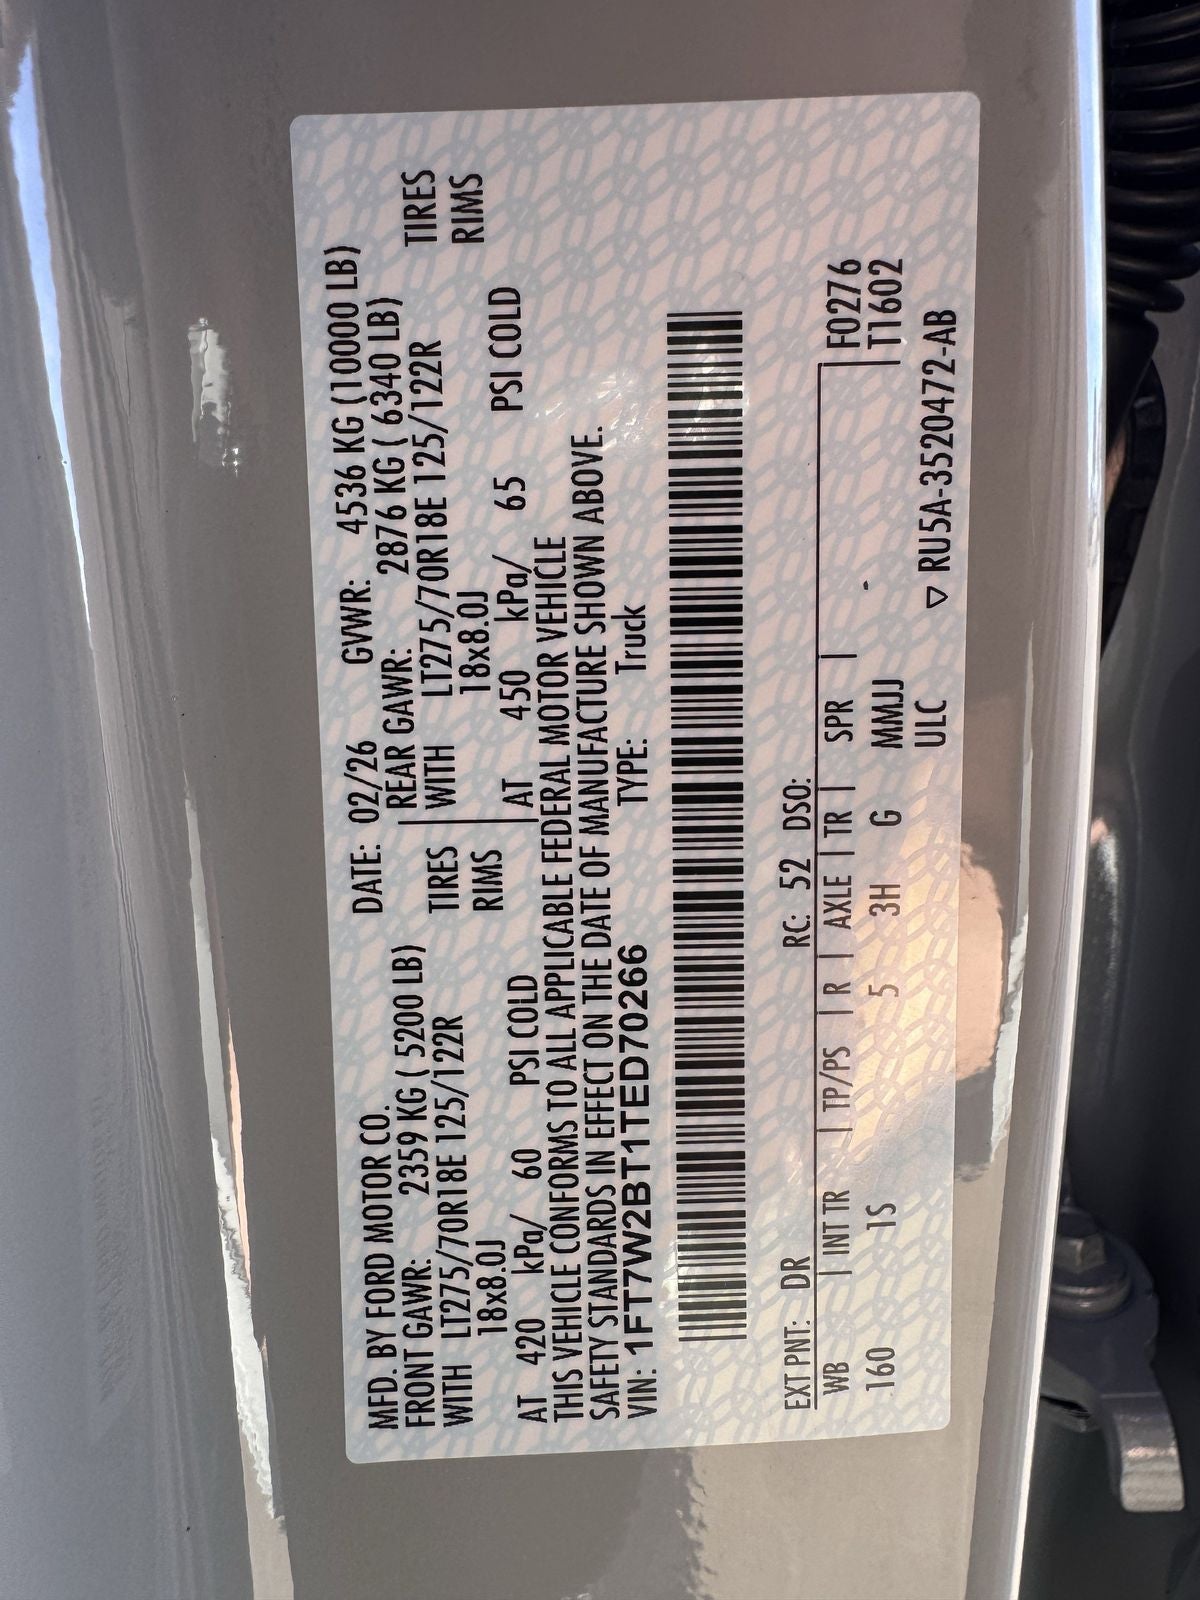 MFD. BY FORD MOTOR CO.
DATE: 02/26 GVWR: 4536 KG (10000 LB)
FRONT GAWR: 2359 KG ( 5200 LB)
REAR GAWR: 2876 KG ( 6340 LB)
WITH LT275/70R18E 125/122R TIRES
WITH LT275/70R18E 125/122R TIRES
18x8.0J RIMS
18x8.0J RIMS
AT 420 kPa/ 60 PSI COLD
AT 450 kPa/ 65 PSI COLD
THIS VEHICLE CONFORMS TO ALL APPLICABLE FEDERAL MOTOR VEHICLE
SAFETY STANDARDS IN EFFECT ON THE DATE OF MANUFACTURE SHOWN ABOVE.
VIN: 1FT7W2BT1TED70266 TYPE: Truck
EXT PNT: DR RC: 52 DSO:
WB | INT TR | TP/PS | R | AXLE | TR | SPR | F0276
160 1S 5 3H G MMJJ T1602
ULC ▽ RU5A-3520472-AB